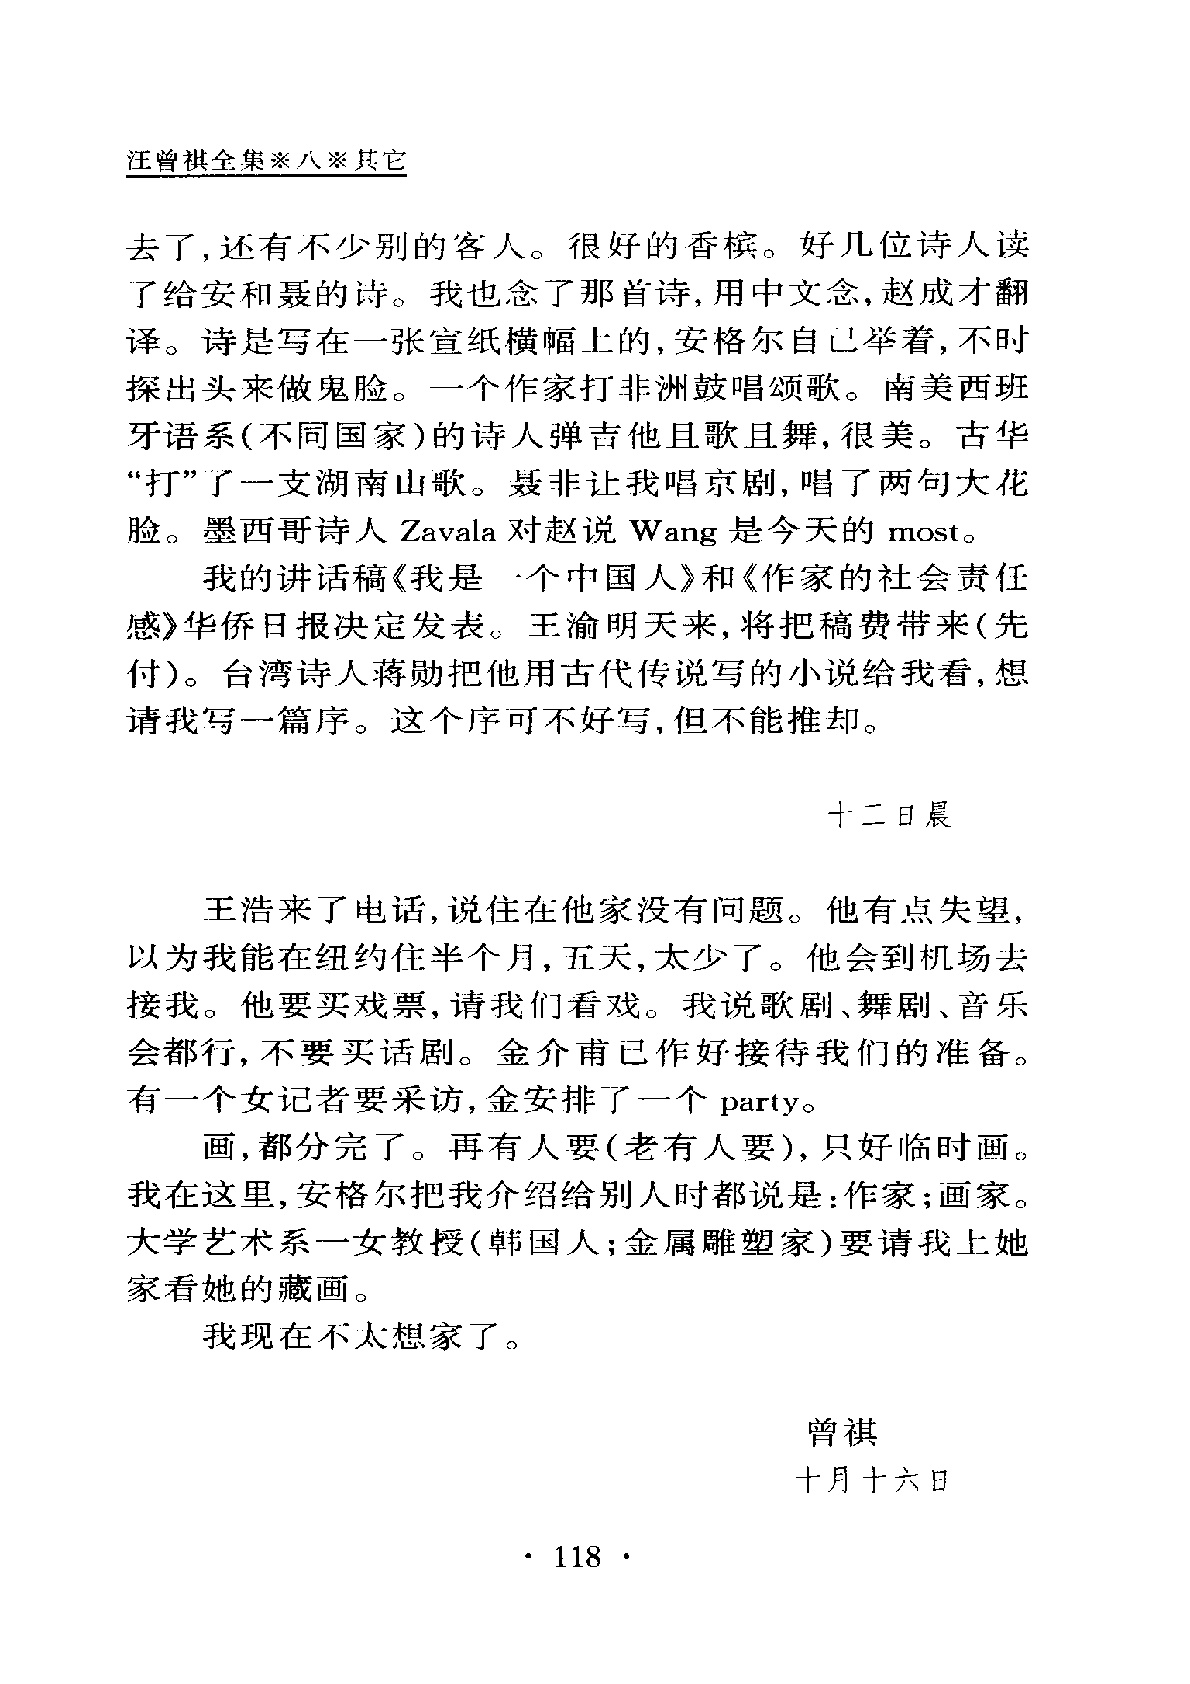 汪曾祺全集※八※其它
去了,还有不少别的客人。很好的香槟。好几位诗人读
了给安和聂的诗。我也念了那首诗,用中文念,赵成才翻
译。诗是写在一张宣纸横幅上的,安格尔自己举着,不时
探出头来做鬼脸。一个作家打非洲鼓唱颂歌。南美西班
牙语系(不同国家)的诗人弹吉他且歌且舞,很美。古华
“打”了一支湖南山歌。聂非让我唱京剧,唱了两句大花
脸。墨西哥诗人 Zavala 对赵说 Wang 是今天的 most。
我的讲话稿《我是一个中国人》和《作家的社会责任
感》华侨日报决定发表。王渝明天来,将把稿费带来(先
付)。台湾诗人蒋勋把他用古代传说写的小说给我看,想
请我写一篇序。这个序可不好写,但不能推却。
十二日晨
王浩来了电话,说住在他家没有问题。他有点失望,
以为我能在纽约住半个月,五天,太少了。他会到机场去
接我。他要买戏票,请我们看戏。我说歌剧、舞剧、音乐
会都行,不要买话剧。金介甫已作好接待我们的准备。
有一个女记者要采访,金安排了一个 party。
画,都分完了。再有人要(老有人要),只好临时画。
我在这里,安格尔把我介绍给别人时都说是:作家;画家。
大学艺术系一女教授(韩国人;金属雕塑家)要请我上她
家看她的藏画。
我现在不太想家了。
曾祺
十月十六日
· 118 ·